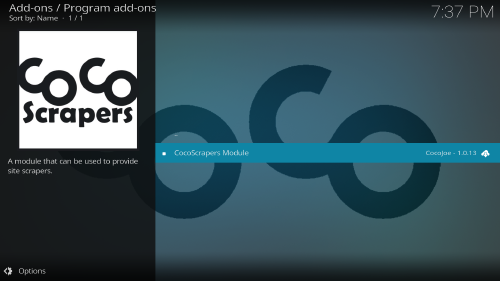 Add-ons / Program add-ons
Sort by: Name · 1 / 1
7:37 PM
CoCo
Scrapers
..
CocoScrapers Module
CocoJoe - 1.0.13
A module that can be used to provide
site scrapers.
Options